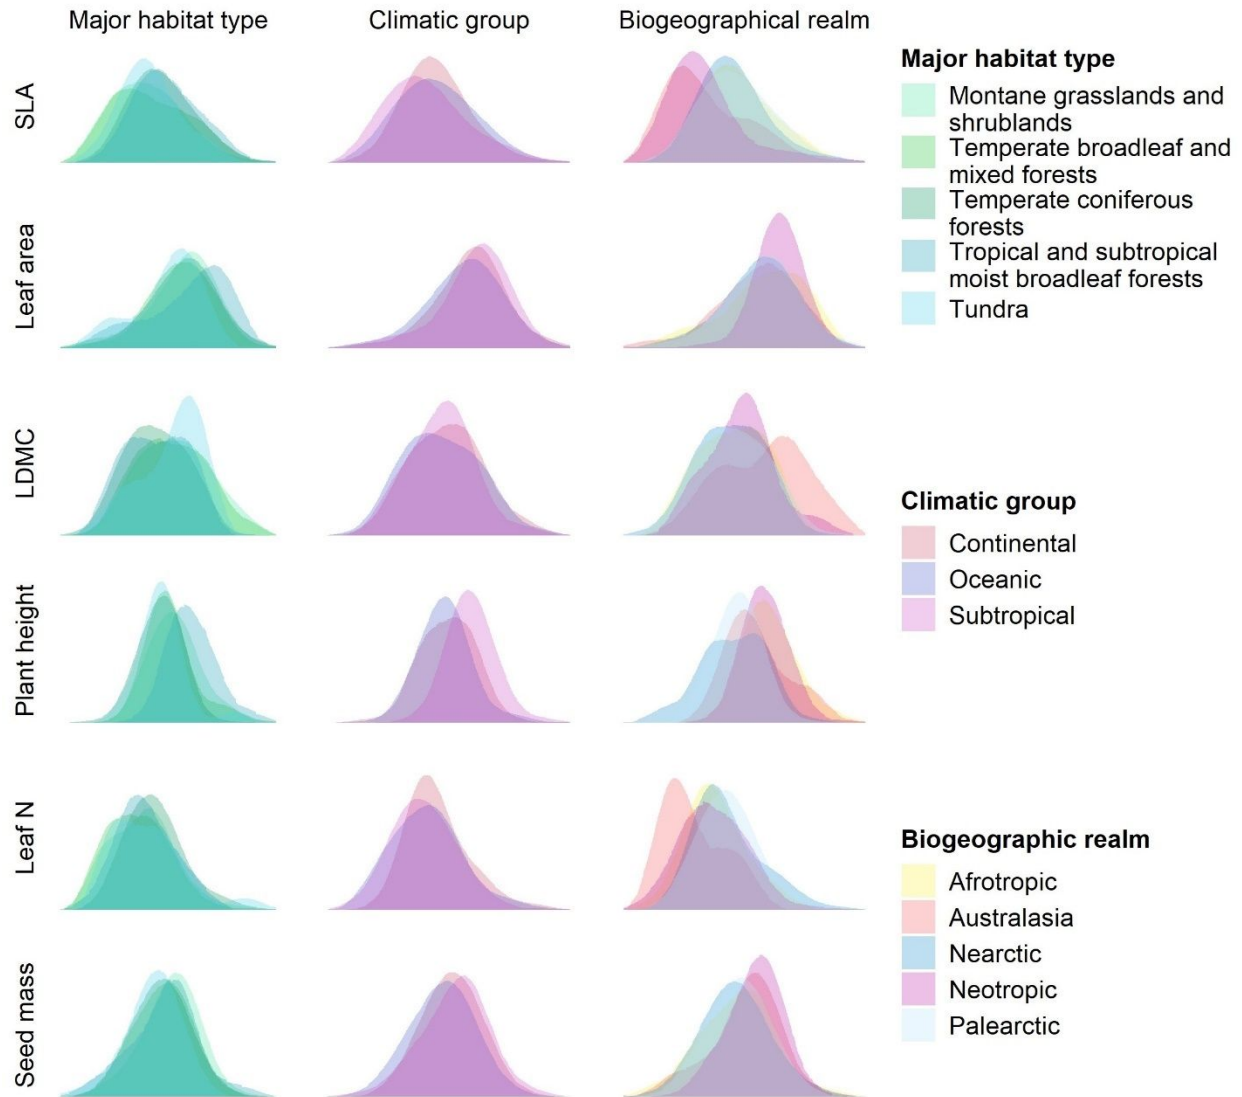 Major habitat type
Climatic group
Biogeographical realm
SLA
Leaf area
LDMC
Plant height
Leaf N
Seed mass
Major habitat type
Montane grasslands and
shrublands
Temperate broadleaf and
mixed forests
Temperate coniferous
forests
Tropical and subtropical
moist broadleaf forests
Tundra
Climatic group
Continental
Oceanic
Subtropical
Biogeographic realm
Afrotropic
Australasia
Nearctic
Neotropic
Palearctic